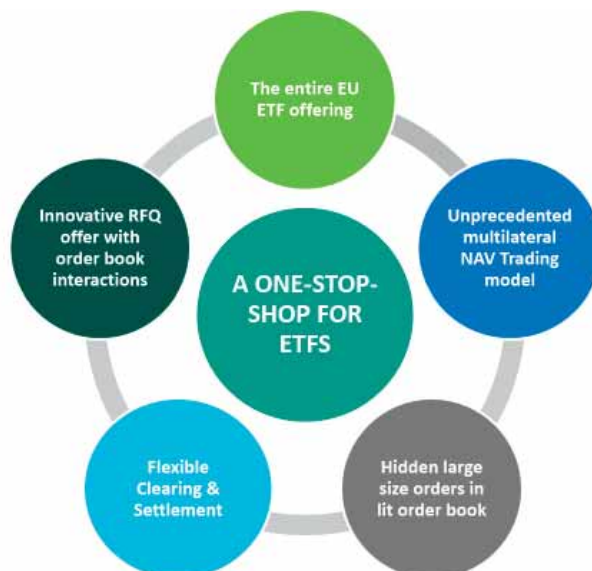 The entire EU
ETF offering
Innovative RFQ
offer with
order book
interactions
Unprecedented
multilateral
NAV Trading
model
A ONE-STOP-
SHOP FOR
ETFS
Flexible
Clearing &
Settlement
Hidden large
size orders in
lit order book